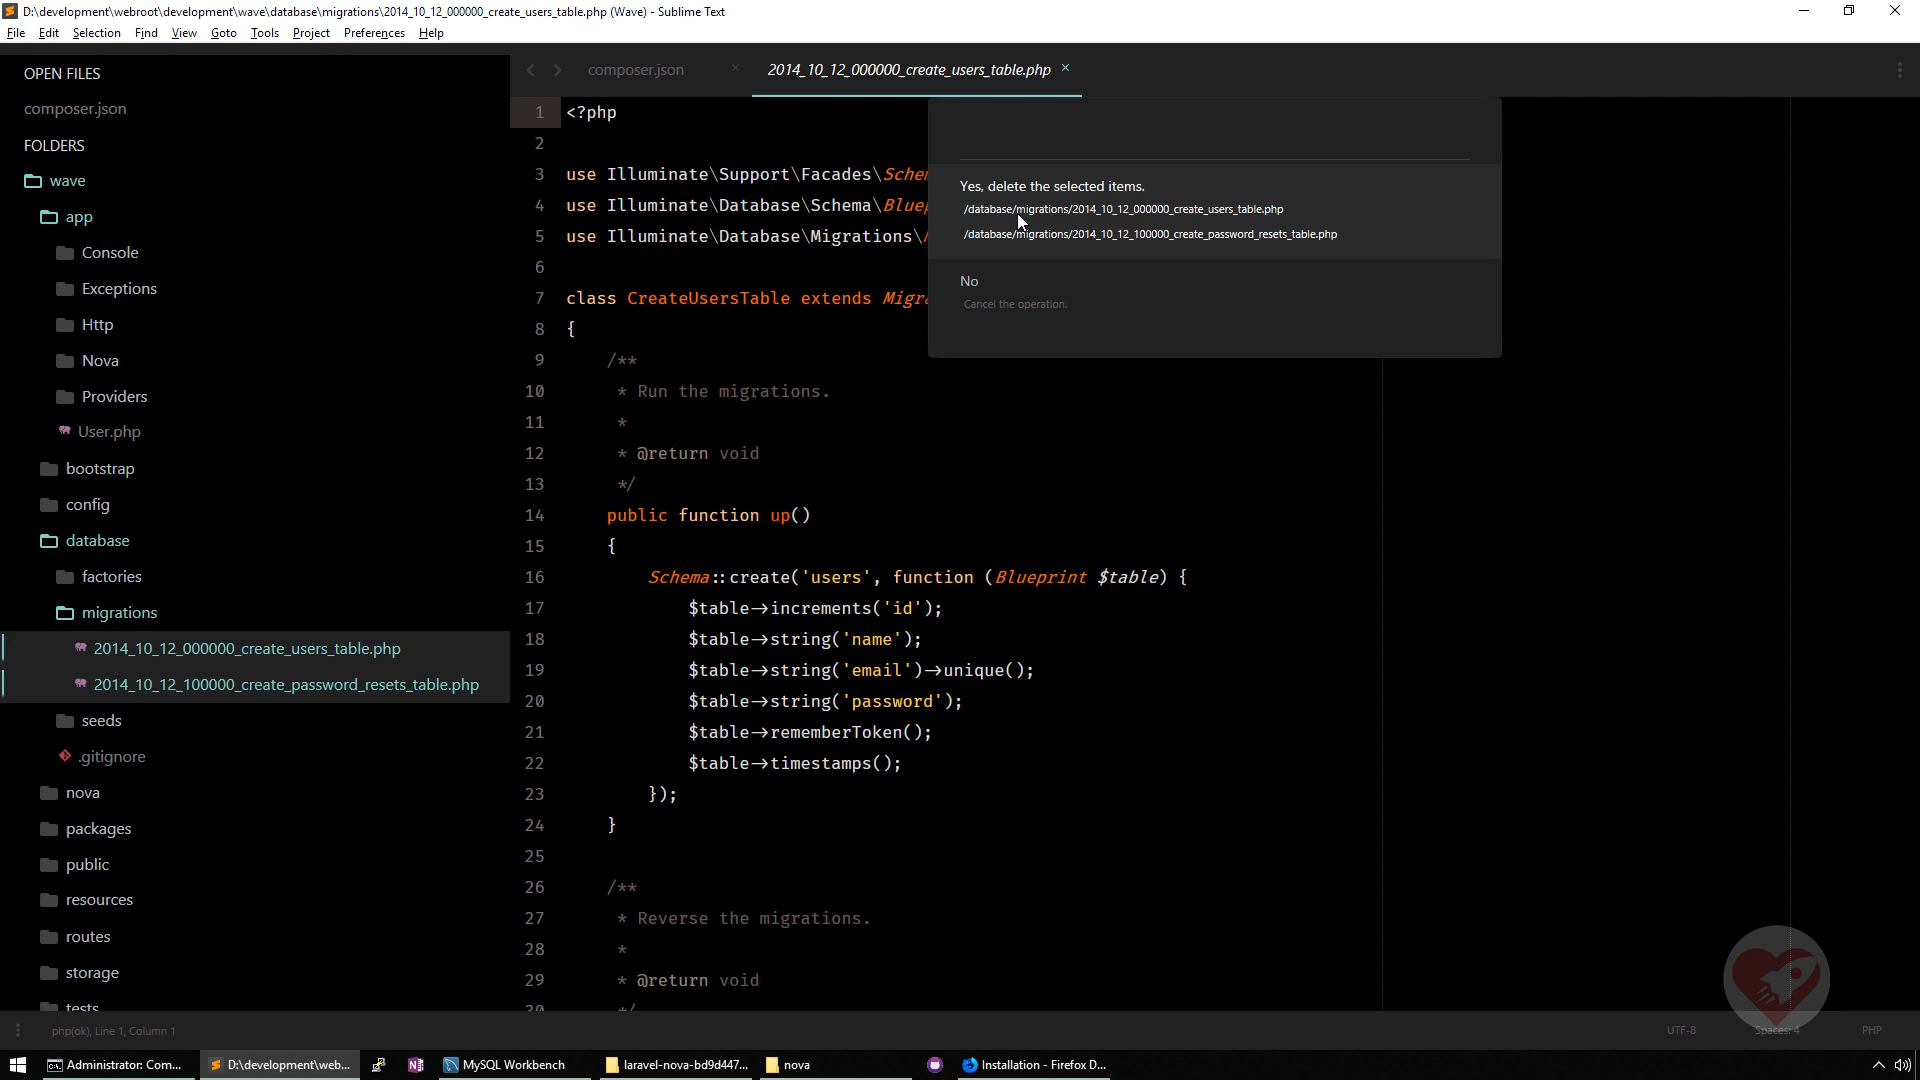 D:\development\webroot\development\wave\database\migrations\2014_10_12_000000_create_users_table.php (Wave) - Sublime Text
File Edit Selection Find View Goto Tools Project Preferences Help
OPEN FILES
composer.json
FOLDERS
wave
app
Console
Exceptions
Http
Nova
Providers
User.php
bootstrap
config
database
factories
migrations
2014_10_12_000000_create_users_table.php
2014_10_12_100000_create_password_resets_table.php
seeds
.gitignore
nova
packages
public
resources
routes
storage
tests
composer.json × 2014_10_12_000000_create_users_table.php ×
1 <?php
2
3 use Illuminate\Support\Facades\Schem
4 use Illuminate\Database\Schema\Bluep
5 use Illuminate\Database\Migrations\
6
7 class CreateUsersTable extends Migra
8 {
9 /**
10 * Run the migrations.
11 *
12 * @return void
13 */
14 public function up()
15 {
16 Schema::create('users', function (Blueprint $table) {
17 $table->increments('id');
18 $table->string('name');
19 $table->string('email')->unique();
20 $table->string('password');
21 $table->rememberToken();
22 $table->timestamps();
23 });
24 }
25
26 /**
27 * Reverse the migrations.
28 *
29 * @return void
30 */
Yes, delete the selected items.
/database/migrations/2014_10_12_000000_create_users_table.php
/database/migrations/2014_10_12_100000_create_password_resets_table.php
No
Cancel the operation.
php(ok), Line 1, Column 1
UTF-8 Spaces: 4 PHP
Administrator: Com... D:\development\web... MySQL Workbench laravel-nova-bd9d447... nova Installation - Firefox D...